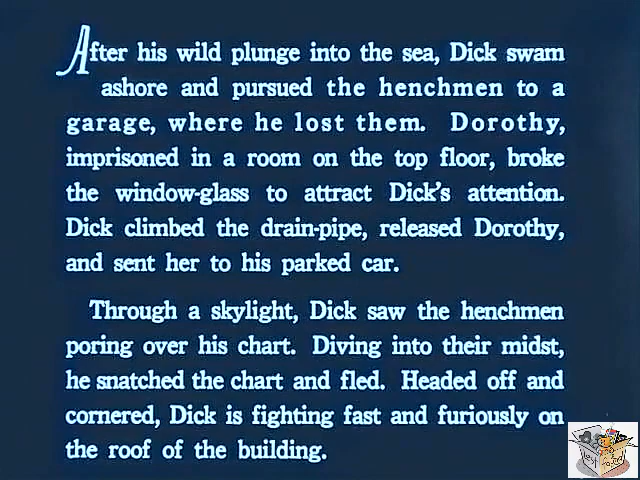 After his wild plunge into the sea, Dick swam
ashore and pursued the henchmen to a
garage, where he lost them. Dorothy,
imprisoned in a room on the top floor, broke
the window-glass to attract Dick's attention.
Dick climbed the drain-pipe, released Dorothy,
and sent her to his parked car.
Through a skylight, Dick saw the henchmen
poring over his chart. Diving into their midst,
he snatched the chart and fled. Headed off and
cornered, Dick is fighting fast and furiously on
the roof of the building.